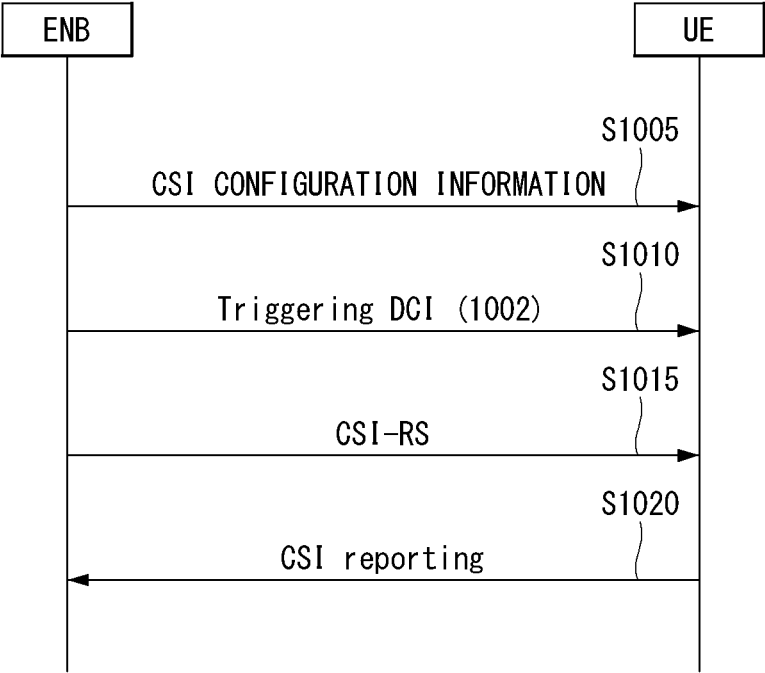 ENB
UE
S1005
CSI CONFIGURATION INFORMATION
S1010
Triggering DCI (1002)
S1015
CSI-RS
S1020
CSI reporting